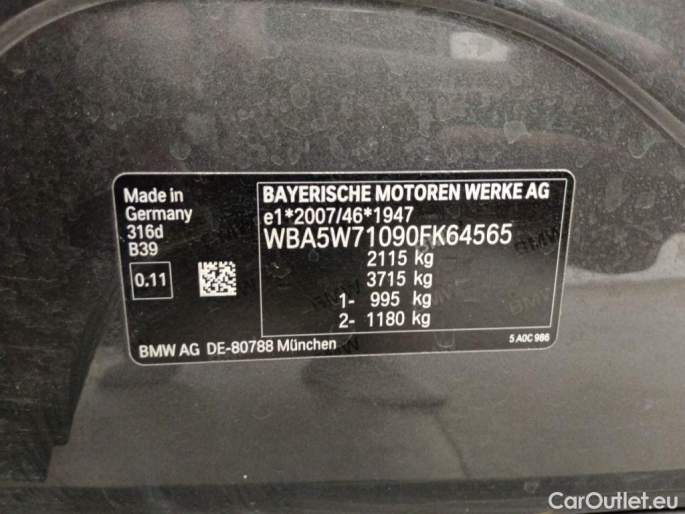 Made in
Germany
316d
B39
0.11
BMW AG DE-80788 München
BAYERISCHE MOTOREN WERKE AG
e1*2007/46*1947
WBA5W71090FK64565
2115 kg
3715 kg
1- 995 kg
2- 1180 kg
5 A0C 986
CarOutlet.eu